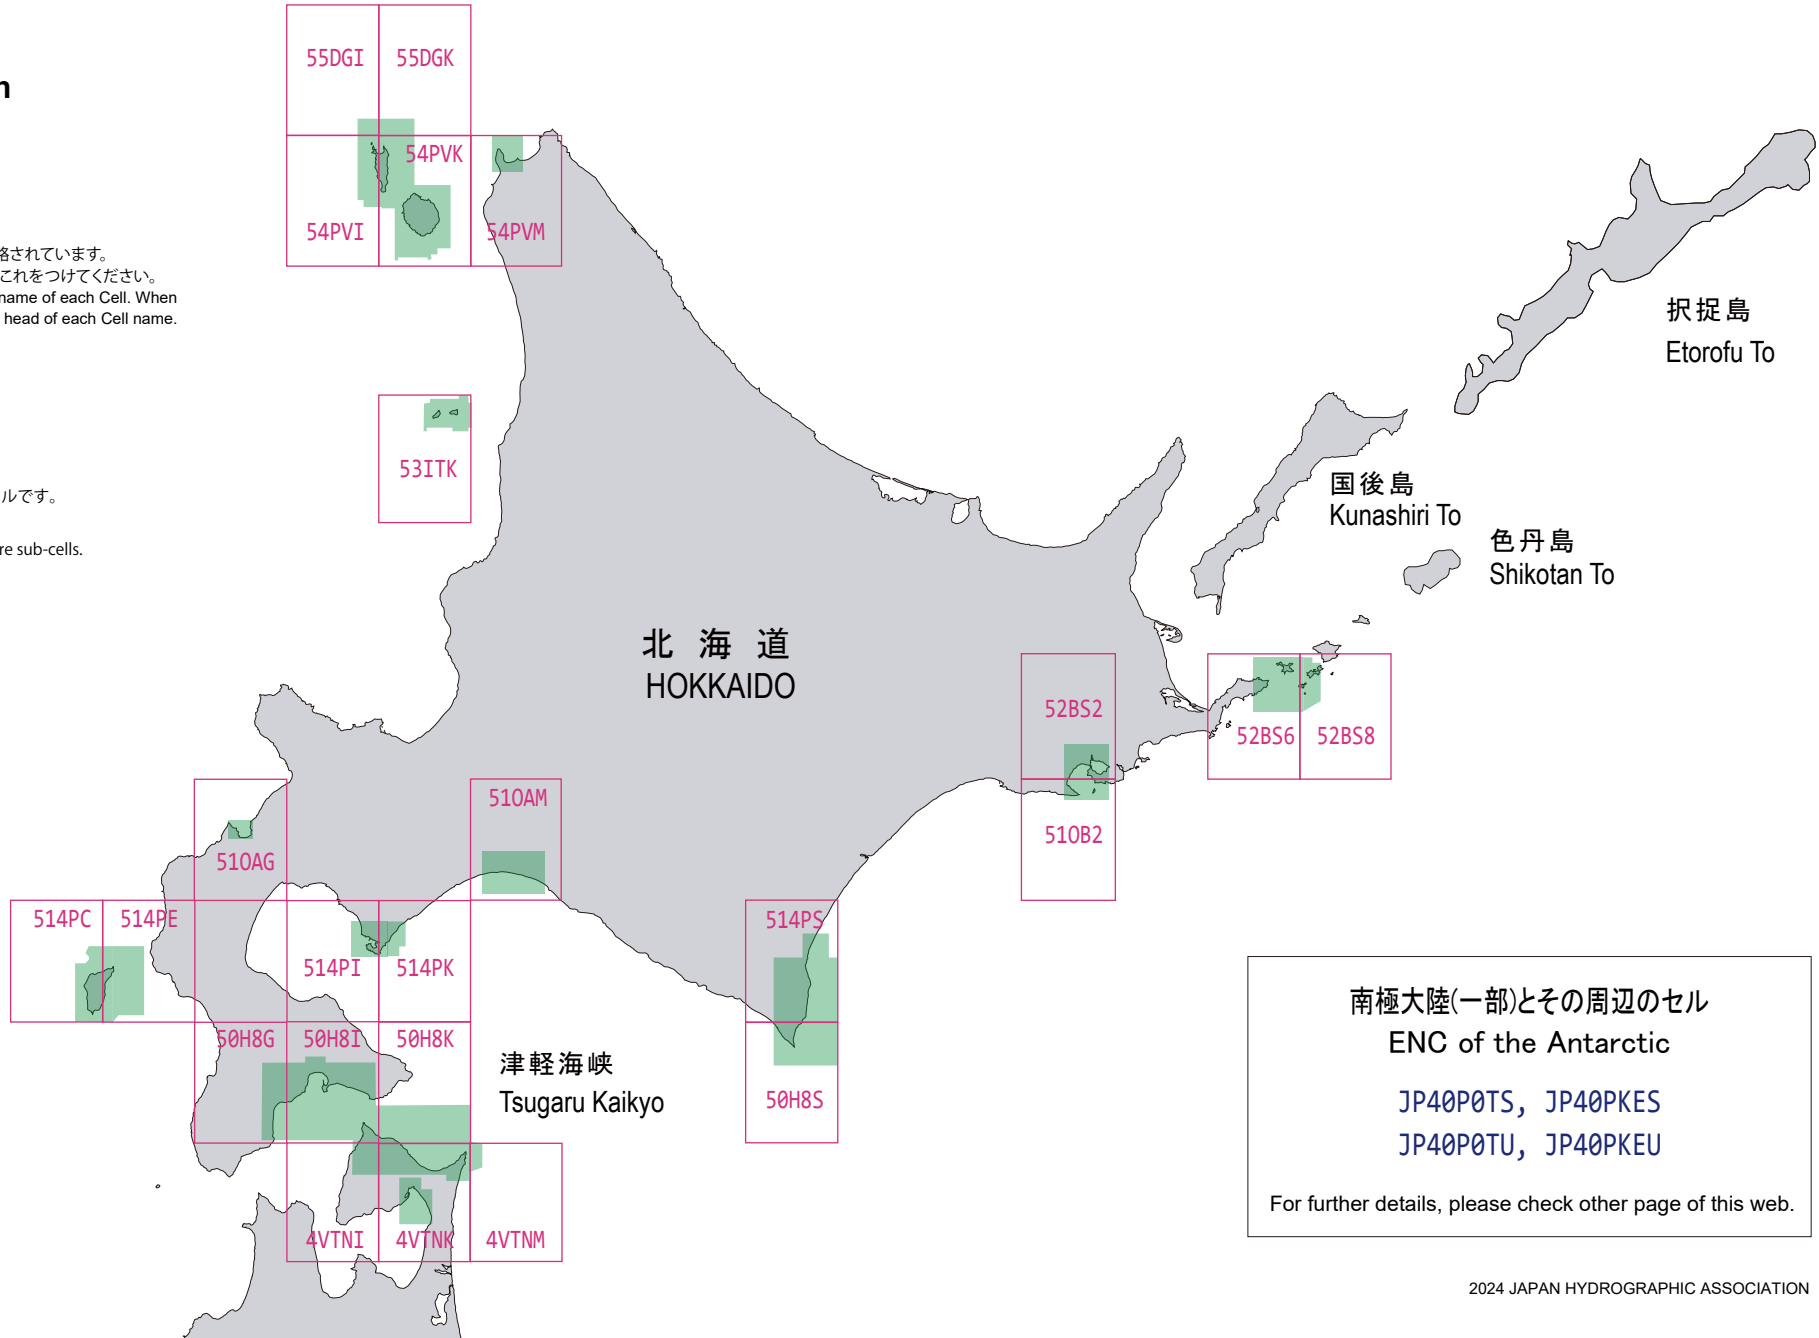 55DGI 55DGK
54PVK
54PVI 54PVM
略されています。
これをつけてください。
name of each Cell. When
head of each Cell name.
択捉島
Etorofu To
53ITK
国後島
Kunashiri To
ルです。
re sub-cells.
色丹島
Shikotan To
北海道
HOKKAIDO
52BS2
52BS6 52BS8
51OAM
51OB2
51OAG
514PC 514PE
514PS
514PI 514PK
50H8G 50H8I 50H8K
津軽海峡
Tsugaru Kaikyo
50H8S
4VTNI 4VTNK 4VTNM
南極大陸(一部)とその周辺のセル
ENC of the Antarctic
JP40P0TS, JP40PKES
JP40P0TU, JP40PKEU
For further details, please check other page of this web.
2024 JAPAN HYDROGRAPHIC ASSOCIATION